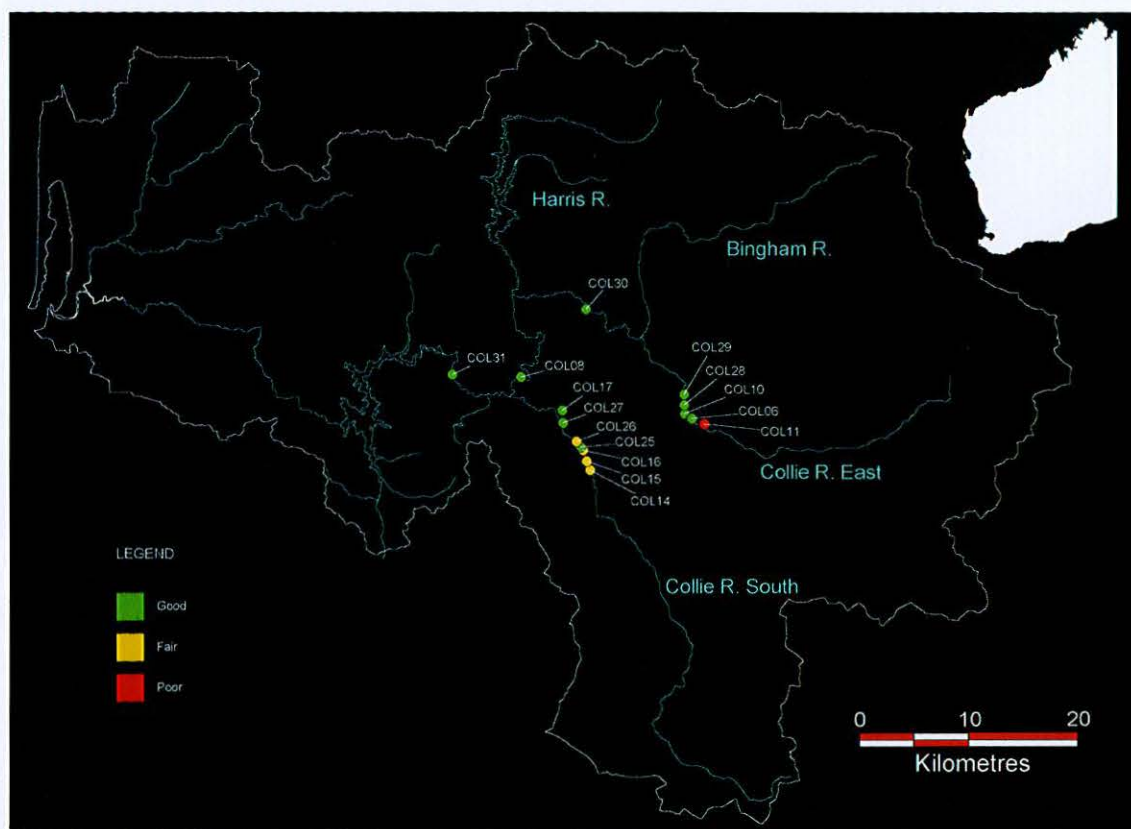 Harris R.
Bingham R.
COL30
COL29
COL28
COL10
COL06
COL11
COL31
COL08
COL17
COL27
COL26
COL25
COL16
COL15
COL14
Collie R. East
Collie R. South
LEGEND
Good
Fair
Poor
0 10 20
Kilometres